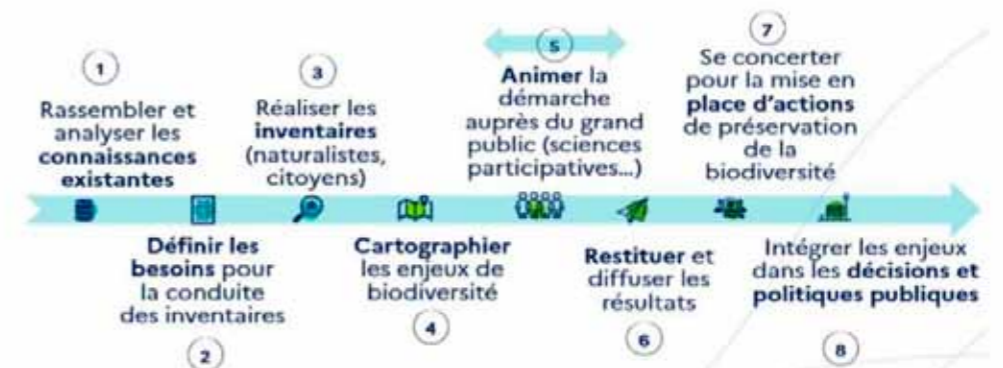 1
Rassembler et
analyser les
connaissances
existantes
2
Définir les
besoins pour
la conduite
des inventaires
3
Réaliser les
inventaires
(naturalistes,
citoyens)
4
Cartographier
les enjeux de
biodiversité
5
Animer la
démarche
auprès du grand
public (sciences
participatives...)
6
Restituer et
diffuser les
résultats
7
Se concerter
pour la mise en
place d'actions
de préservation
de la
biodiversité
8
Intégrer les enjeux
dans les décisions et
politiques publiques